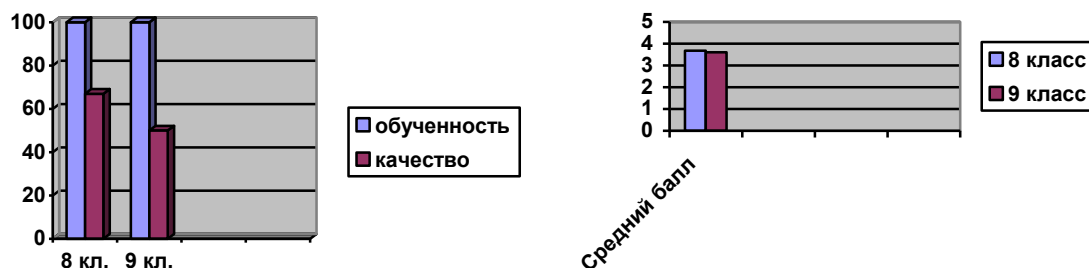 100
80
60
40
20
0
8 кл. 9 кл.
обученность
качество
5
4
3
2
1
0
Средний балл
8 класс
9 класс